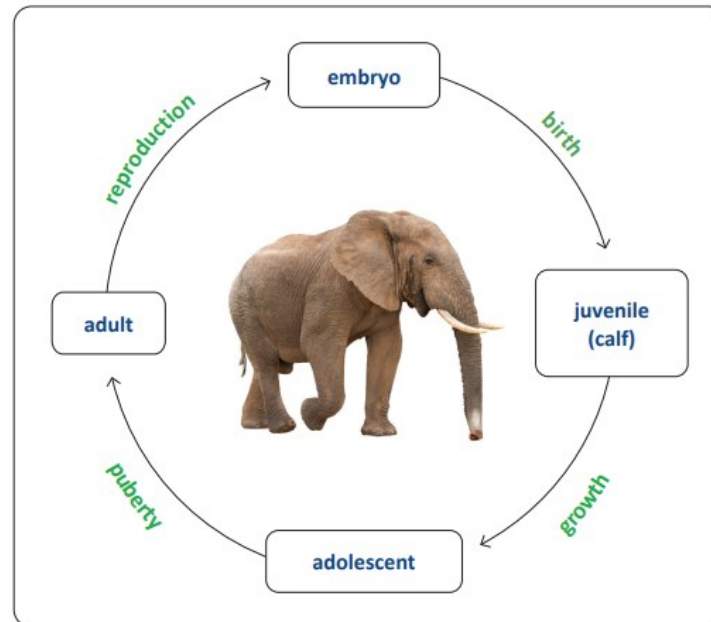 embryo
birth
juvenile
(calf)
growth
adolescent
puberty
adult
reproduction